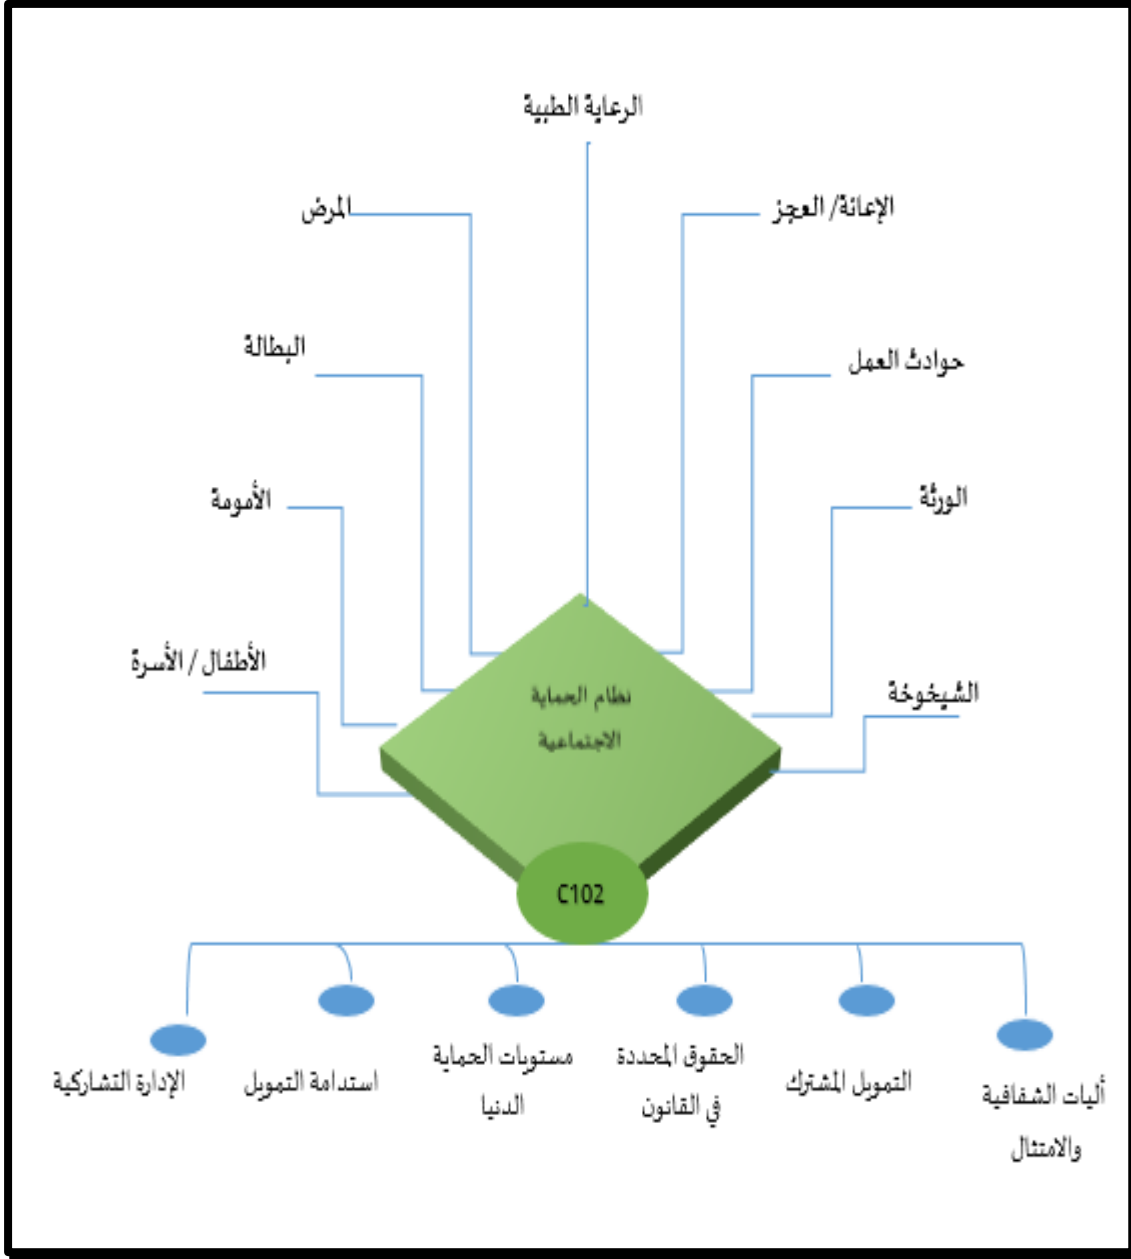 الرعاية الطبية
الإعانة/ العجز
المرض
البطالة
حوادث العمل
الأمومة
الورثة
الأطفال / الأسرة
الشيخوخة
نظام الحماية
الاجتماعية
C102
أليات الشفافية
والامتثال
التمويل المشترك
الحقوق المحددة
في القانون
مستويات الحماية
الدنيا
استدامة التمويل
الإدارة التشاركية